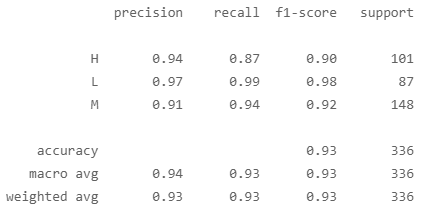 precision recall f1-score support
H 0.94 0.87 0.90 101
L 0.97 0.99 0.98 87
M 0.91 0.94 0.92 148
accuracy 0.93 336
macro avg 0.94 0.93 0.93 336
weighted avg 0.93 0.93 0.93 336